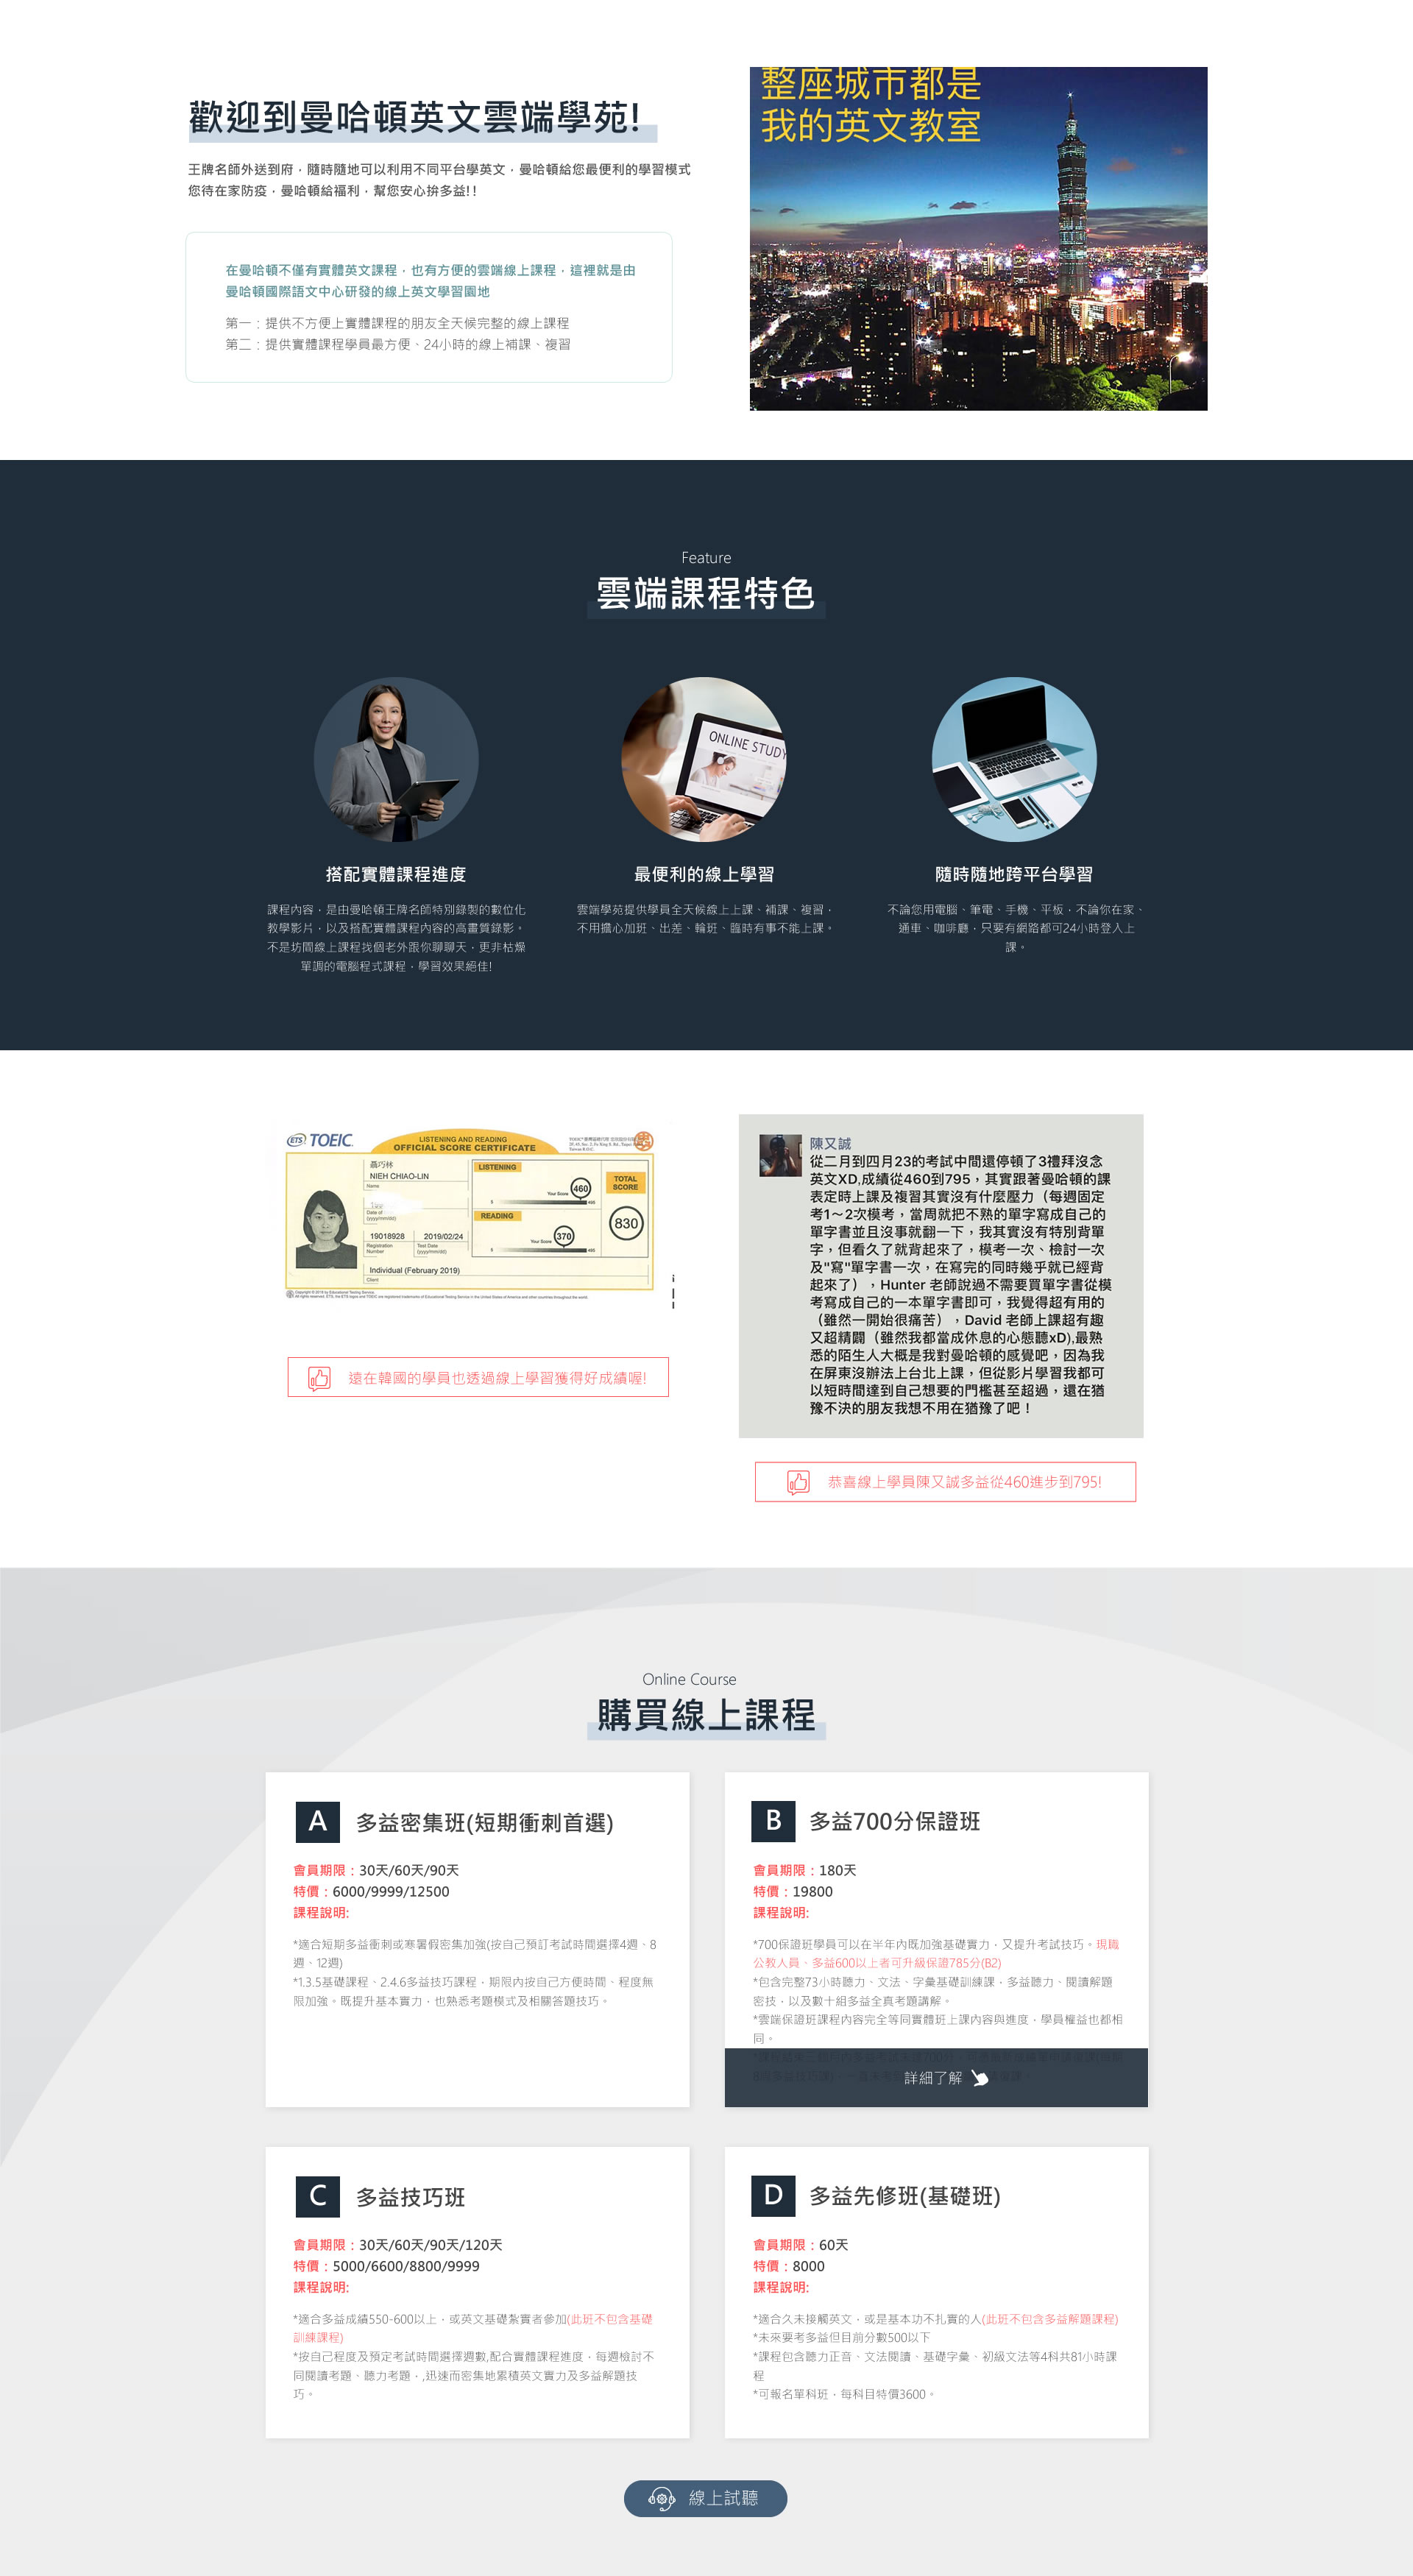 歡迎到曼哈頓英文雲端學苑!
王牌名師外送到府，隨時隨地可以利用不同平台學英文，曼哈頓給您最便利的學習模式
您待在家防疫，曼哈頓給福利，幫您安心拚多益!!
在曼哈頓不僅有實體英文課程，也有方便的雲端線上課程，這裡就是由
曼哈頓國際語文中心研發的線上英文學習園地
第一：提供不方便上實體課程的朋友全天候完整的線上課程
第二：提供實體課程學員最方便、24小時的線上補課、複習
整座城市都是
我的英文教室
Feature
雲端課程特色
ONLINE STUDY
搭配實體課程進度
課程內容，是由曼哈頓王牌名師特別錄製的數位化
教學影片，以及搭配實體課程內容的高畫質錄影。
不是坊間線上課程找個老外跟你聊聊天，更非枯燥
單調的電腦程式課程，學習效果絕佳!
最便利的線上學習
雲端學苑提供學員全天候線上上課、補課、複習，
不用擔心加班、出差、輪班、臨時有事不能上課。
隨時隨地跨平台學習
不論您用電腦、筆電、手機、平板，不論你在家、
通車、咖啡廳，只要有網路都可24小時登入上
課。
ETS TOEIC.
LISTENING AND READING
OFFICIAL SCORE CERTIFICATE
聶巧林
NIEH CHIAO-LIN
Name
Date of
(yyyy/mm/dd)
19018928
2019/02/24
Registration
Number
Test Date
(yyyy/mm/dd)
Individual (February 2019)
Client
LISTENING
Your Score
460
5
495
READING
Your Score
370
5
495
TOTAL
SCORE
830
遠在韓國的學員也透過線上學習獲得好成績喔!
陳又誠
從二月到四月23的考試中間還停頓了3禮拜沒念
英文XD,成績從460到795，其實跟著曼哈頓的課
表定時上課及複習其實沒有什麼壓力（每週固定
考1～2次模考，當周就把不熟的單字寫成自己的
單字書並且沒事就翻一下，我其實沒有特別背單
字，但看久了就背起來了，模考一次、檢討一次
及"寫"單字書一次，在寫完的同時幾乎就已經背
起來了），Hunter 老師說過不需要買單字書從模
考寫成自己的一本單字書即可，我覺得超有用的
（雖然一開始很痛苦），David 老師上課超有趣
又超精闢（雖然我都當成休息的心態聽xD),最熟
悉的陌生人大概是我對曼哈頓的感覺吧，因為我
在屏東沒辦法上台北上課，但從影片學習我都可
以短時間達到自己想要的門檻甚至超過，還在猶
豫不決的朋友我想不用在猶豫了吧！
恭喜線上學員陳又誠多益從460進步到795!
Online Course
購買線上課程
A 多益密集班(短期衝刺首選)
會員期限：30天/60天/90天
特價：6000/9999/12500
課程說明:
*適合短期多益衝刺或寒暑假密集加強(按自己預訂考試時間選擇4週、8
週、12週)
*1.3.5基礎課程、2.4.6多益技巧課程，期限內按自己方便時間、程度無
限加強。既提升基本實力，也熟悉考題模式及相關答題技巧。
B 多益700分保證班
會員期限：180天
特價：19800
課程說明:
*700保證班學員可以在半年內既加強基礎實力，又提升考試技巧。現職
公教人員、多益600以上者可升級保證785分(B2)
*包含完整73小時聽力、文法、字彙基礎訓練課，多益聽力、閱讀解題
密技，以及數十組多益全真考題講解。
*雲端保證班課程內容完全等同實體班上課內容與進度，學員權益也都相
同。
詳細了解
C 多益技巧班
會員期限：30天/60天/90天/120天
特價：5000/6600/8800/9999
課程說明:
*適合多益成績550-600以上，或英文基礎紮實者參加(此班不包含基礎
訓練課程)
*按自己程度及預定考試時間選擇週數,配合實體課程進度，每週檢討不
同閱讀考題、聽力考題，,迅速而密集地累積英文實力及多益解題技
巧。
D 多益先修班(基礎班)
會員期限：60天
特價：8000
課程說明:
*適合久未接觸英文，或是基本功不扎實的人(此班不包含多益解題課程)
*未來要考多益但目前分數500以下
*課程包含聽力正音、文法閱讀、基礎字彙、初級文法等4科共81小時課
程
*可報名單科班，每科目特價3600。
線上試聽